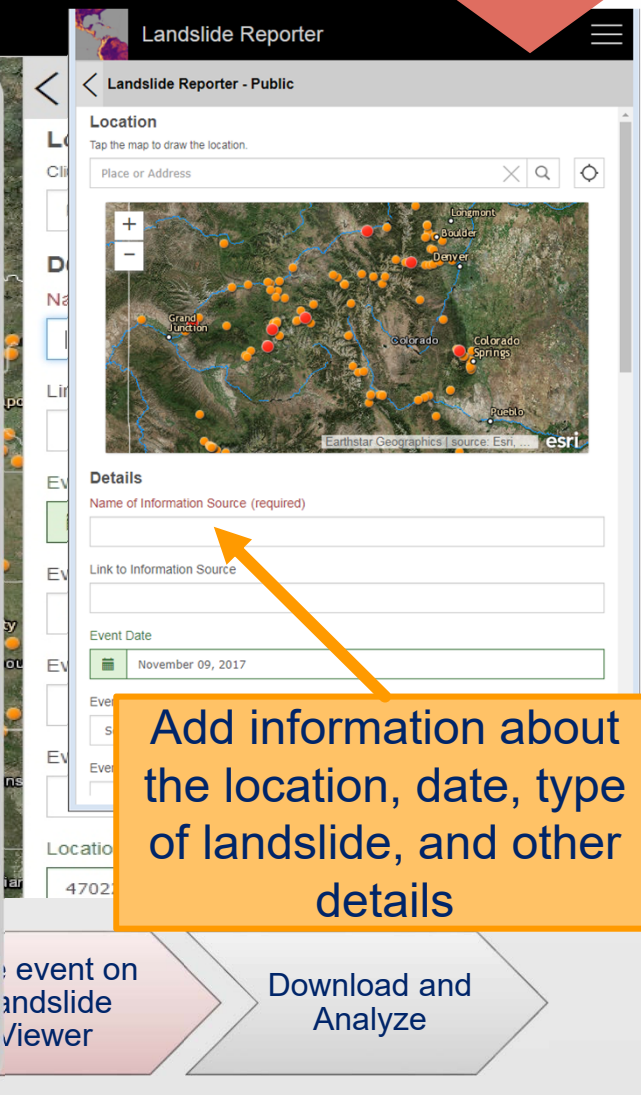 Landslide Reporter
Landslide Reporter - Public
Location
Tap the map to draw the location.
Place or Address
+
−
Longmont
Boulder
Denver
Grand
Junction
Colorado
Colorado
Springs
Pueblo
Earthstar Geographics | source: Esri, ...
esri
Details
Name of Information Source (required)
Link to Information Source
Event Date
November 09, 2017
Add information about
the location, date, type
of landslide, and other
details
event on
Viewer
Download and
Analyze